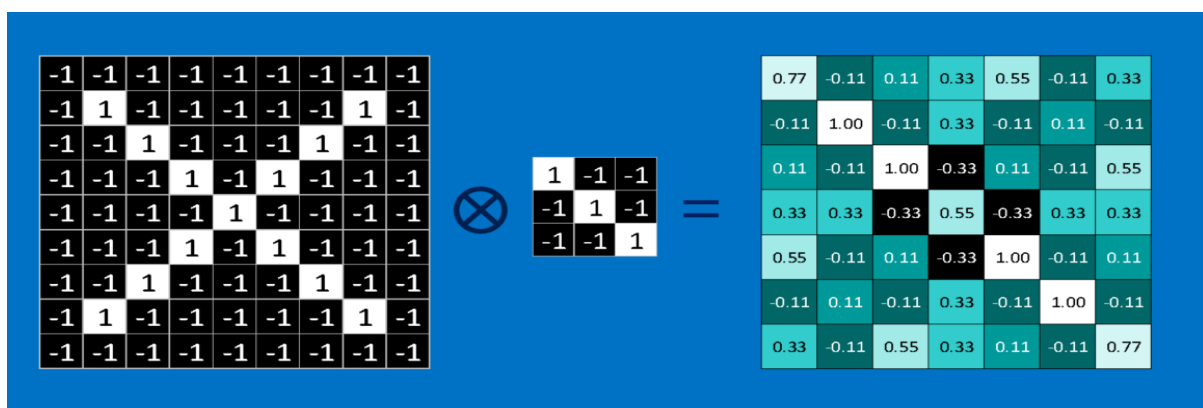 -1 -1 -1 -1 -1 -1 -1 -1 -1
-1 1 -1 -1 -1 -1 -1 1 -1
-1 -1 1 -1 -1 -1 1 -1 -1
-1 -1 -1 1 -1 1 -1 -1 -1
-1 -1 -1 -1 1 -1 -1 -1 -1
-1 -1 -1 1 -1 1 -1 -1 -1
-1 -1 1 -1 -1 -1 1 -1 -1
-1 1 -1 -1 -1 -1 -1 1 -1
-1 -1 -1 -1 -1 -1 -1 -1 -1
⊗
1 -1 -1
-1 1 -1
-1 -1 1
=
0.77 -0.11 0.11 0.33 0.55 -0.11 0.33
-0.11 1.00 -0.11 0.33 -0.11 0.11 -0.11
0.11 -0.11 1.00 -0.33 0.11 -0.11 0.55
0.33 0.33 -0.33 0.55 -0.33 0.33 0.33
0.55 -0.11 0.11 -0.33 1.00 -0.11 0.11
-0.11 0.11 -0.11 0.33 -0.11 1.00 -0.11
0.33 -0.11 0.55 0.33 0.11 -0.11 0.77